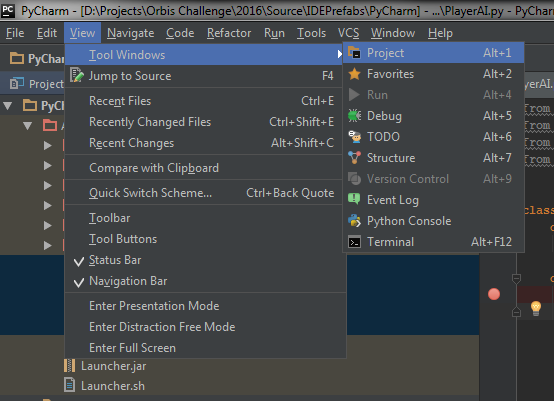 PC PyCharm - [D:\Projects\Orbis Challenge\2016\Source\IDEPrefabs\PyCharm] - ...\PlayerAI.py - PyCharm
File Edit View Navigate Code Refactor Run Tools VCS Window Help
PyC
Project
PyC
Tool Windows
Jump to Source F4
Recent Files Ctrl+E
Recently Changed Files Ctrl+Shift+E
Recent Changes Alt+Shift+C
Compare with Clipboard
Quick Switch Scheme... Ctrl+Back Quote
Toolbar
Tool Buttons
Status Bar
Navigation Bar
Enter Presentation Mode
Enter Distraction Free Mode
Enter Full Screen
Launcher.jar
Launcher.sh
Project Alt+1
Favorites Alt+2
Run Alt+4
Debug Alt+5
TODO Alt+6
Structure Alt+7
Version Control Alt+9
Event Log
Python Console
Terminal Alt+F12
yerAI.py
from
from
from
from
class